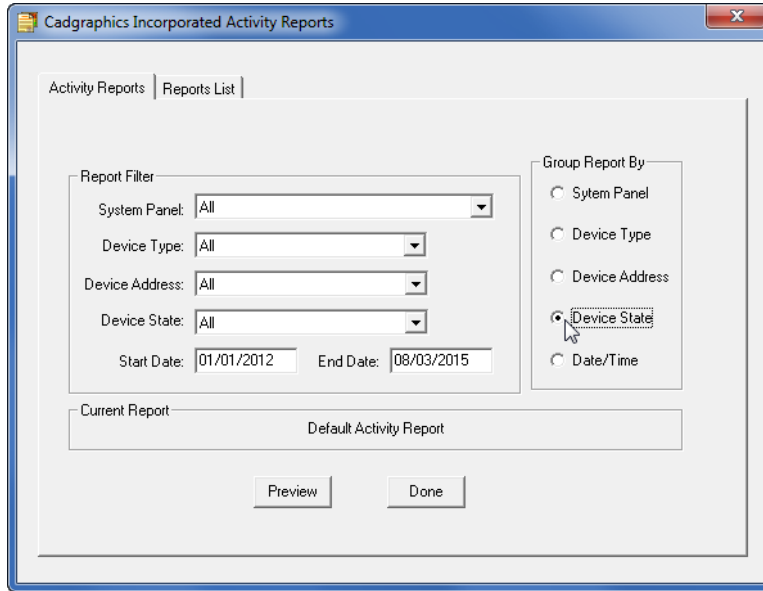 Cadgraphics Incorporated Activity Reports
Activity Reports
Reports List
Report Filter
System Panel: All
Device Type: All
Device Address: All
Device State: All
Start Date: 01/01/2012 End Date: 08/03/2015
Group Report By
Sytem Panel
Device Type
Device Address
Device State
Date/Time
Current Report
Default Activity Report
Preview
Done